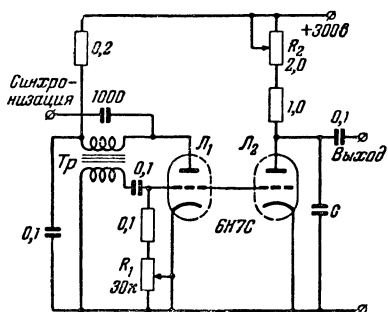 +300в
0,2
R₂
2,0
Синхро-
низация
1000
1,0
Л₁
Л₂
0,1
Выход
Тр
0,1
6Н7С
С
0,1
0,1
R₁
30к